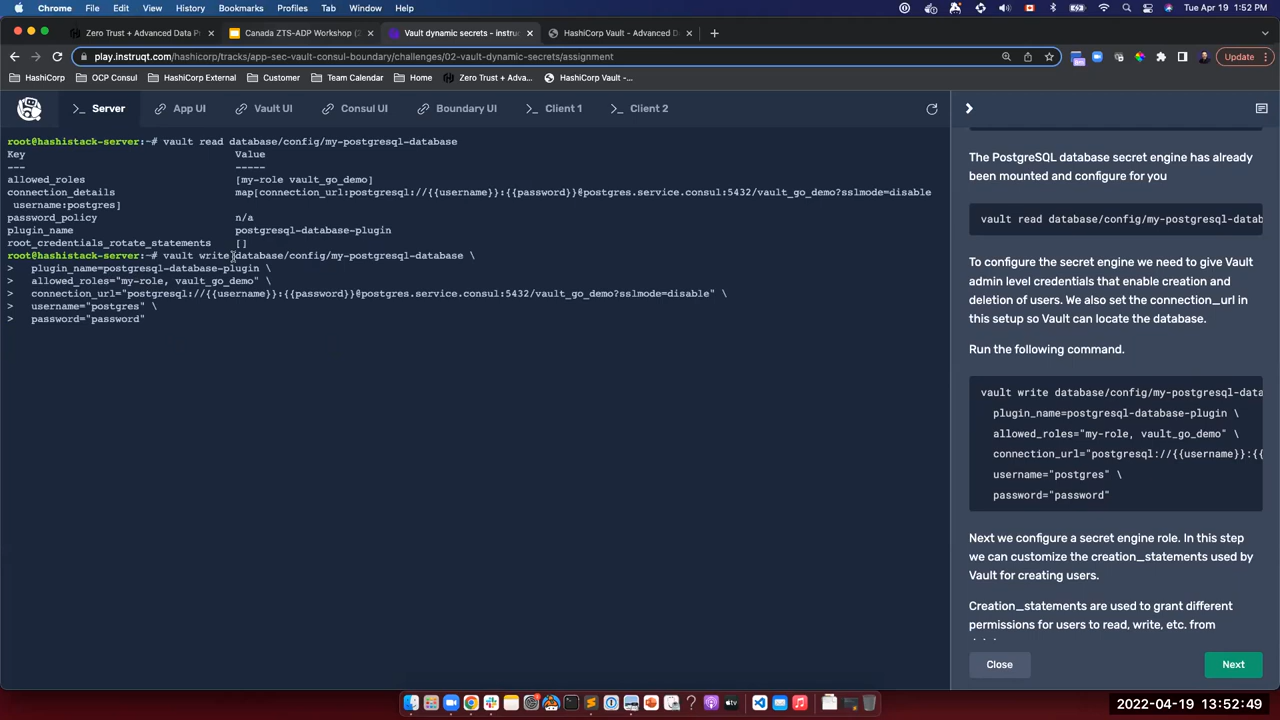 Chrome File Edit View History Bookmarks Profiles Tab Window Help
Tue Apr 19 1:52 PM
Zero Trust + Advanced Data P
Canada ZTS-ADP Workshop (
Vault dynamic secrets - instruq
HashiCorp Vault - Advanced D
play.instruqt.com/hashicorp/tracks/app-sec-vault-consul-boundary/challenges/02-vault-dynamic-secrets/assignment
Update
HashiCorp OCP Consul HashiCorp External Customer Team Calendar Home Zero Trust + Adva... HashiCorp Vault -...
Server App UI Vault UI Consul UI Boundary UI Client 1 Client 2
root@hashistack-server:~# vault read database/config/my-postgresql-database
Key Value
--- -----
allowed_roles [my-role vault_go_demo]
connection_details map[connection_url:postgresql://{{username}}:{{password}}@postgres.service.consul:5432/vault_go_demo?sslmode=disable
username:postgres]
password_policy n/a
plugin_name postgresql-database-plugin
root_credentials_rotate_statements []
root@hashistack-server:~# vault write database/config/my-postgresql-database \
> plugin_name=postgresql-database-plugin \
> allowed_roles="my-role, vault_go_demo" \
> connection_url="postgresql://{{username}}:{{password}}@postgres.service.consul:5432/vault_go_demo?sslmode=disable" \
> username="postgres" \
> password="password"
The PostgreSQL database secret engine has already
been mounted and configure for you
vault read database/config/my-postgresql-datab
To configure the secret engine we need to give Vault
admin level credentials that enable creation and
deletion of users. We also set the connection_url in
this setup so Vault can locate the database.
Run the following command.
vault write database/config/my-postgresql-data
plugin_name=postgresql-database-plugin \
allowed_roles="my-role, vault_go_demo" \
connection_url="postgresql://{{username}}:{{
username="postgres" \
password="password"
Next we configure a secret engine role. In this step
we can customize the creation_statements used by
Vault for creating users.
Creation_statements are used to grant different
permissions for users to read, write, etc. from
Close
Next
2022-04-19 13:52:49